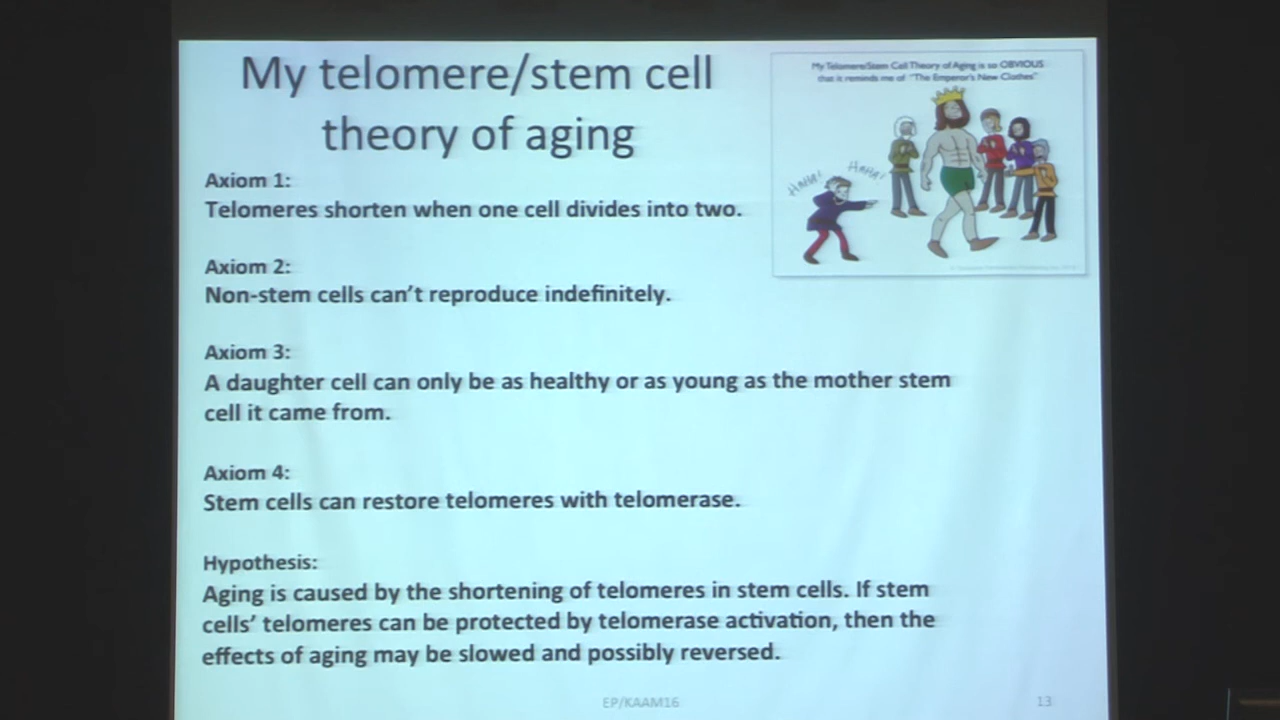 My telomere/stem cell
theory of aging
My Telomere/Stem Cell Theory of Aging is so OBVIOUS
that it reminds me of "The Emperor's New Clothes"
HAHA! HAHA!
Axiom 1:
Telomeres shorten when one cell divides into two.
Axiom 2:
Non-stem cells can't reproduce indefinitely.
Axiom 3:
A daughter cell can only be as healthy or as young as the mother stem
cell it came from.
Axiom 4:
Stem cells can restore telomeres with telomerase.
Hypothesis:
Aging is caused by the shortening of telomeres in stem cells. If stem
cells' telomeres can be protected by telomerase activation, then the
effects of aging may be slowed and possibly reversed.
EP/KAAM16
13